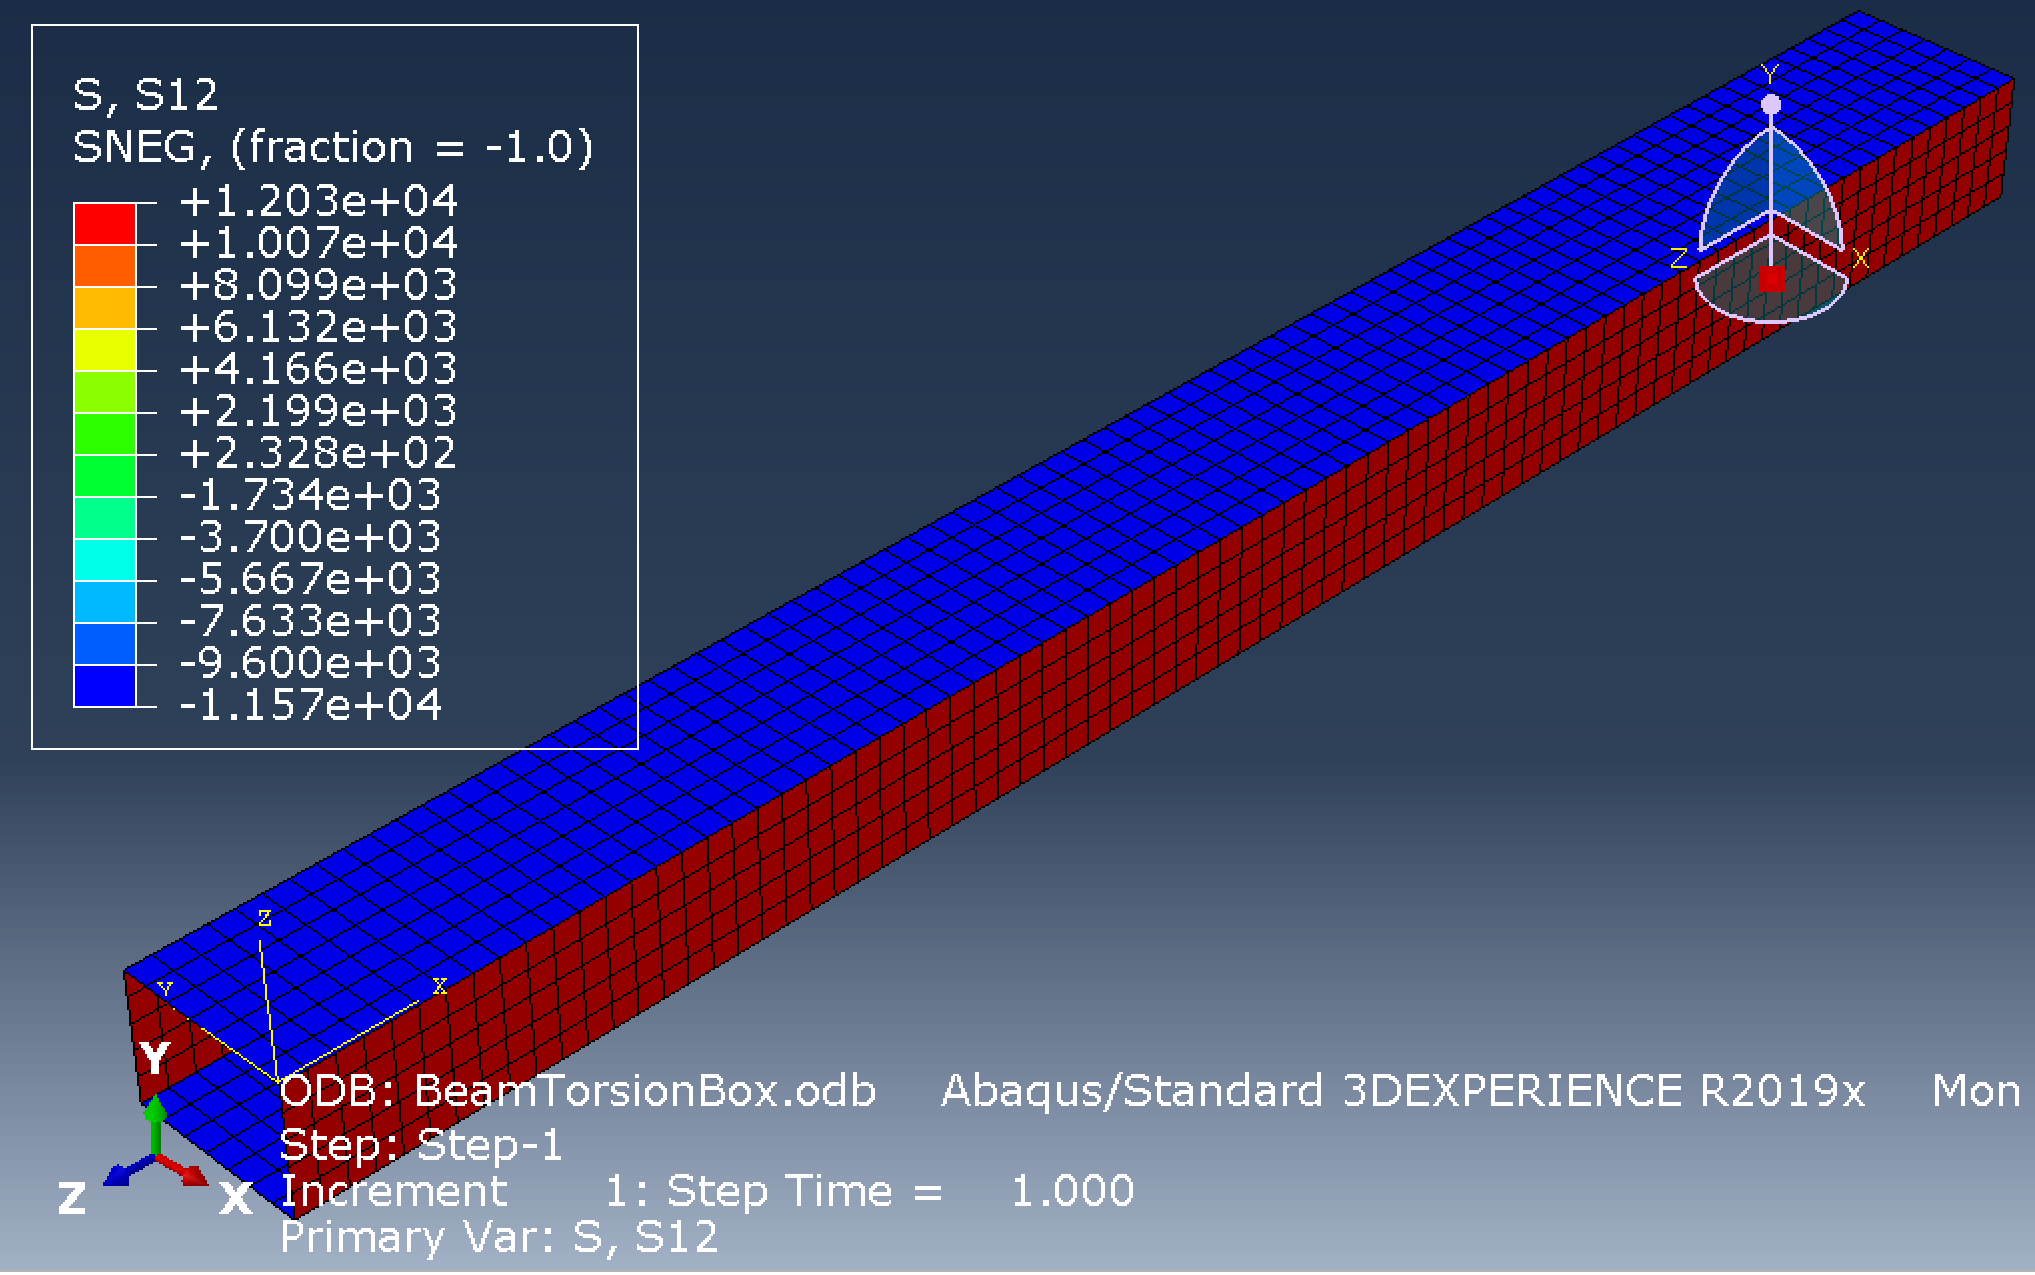 S, S12
SNEG, (fraction = -1.0)
+1.203e+04
+1.007e+04
+8.099e+03
+6.132e+03
+4.166e+03
+2.199e+03
+2.328e+02
-1.734e+03
-3.700e+03
-5.667e+03
-7.633e+03
-9.600e+03
-1.157e+04
Y
Z
X
Z
Y
X
Y
Z
X
ODB: BeamTorsionBox.odb Abaqus/Standard 3DEXPERIENCE R2019x Mon
Step: Step-1
Increment 1: Step Time = 1.000
Primary Var: S, S12